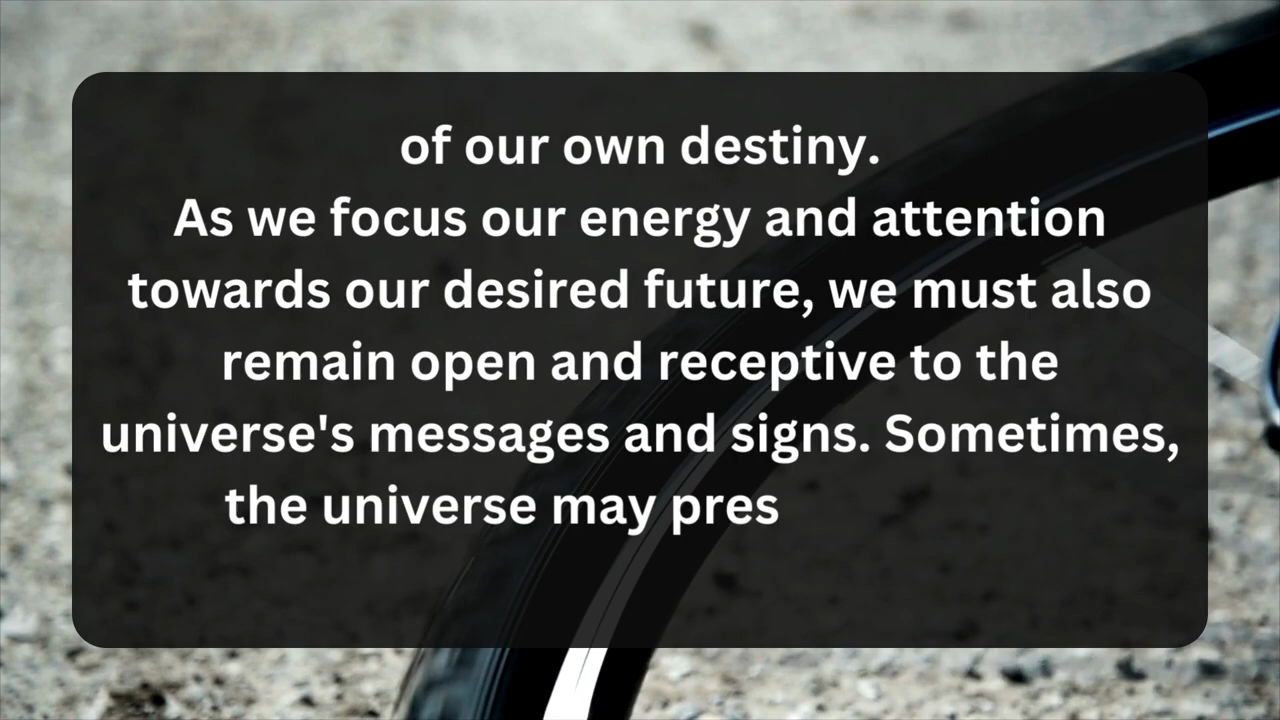 of our own destiny.
As we focus our energy and attention
towards our desired future, we must also
remain open and receptive to the
universe's messages and signs. Sometimes,
the universe may pres